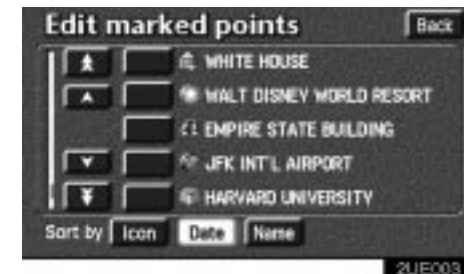 Edit marked points Back
WHITE HOUSE
WALT DISNEY WORLD RESORT
EMPIRE STATE BUILDING
JFK INT'L AIRPORT
HARVARD UNIVERSITY
Sort by Icon Date Name
2UE003